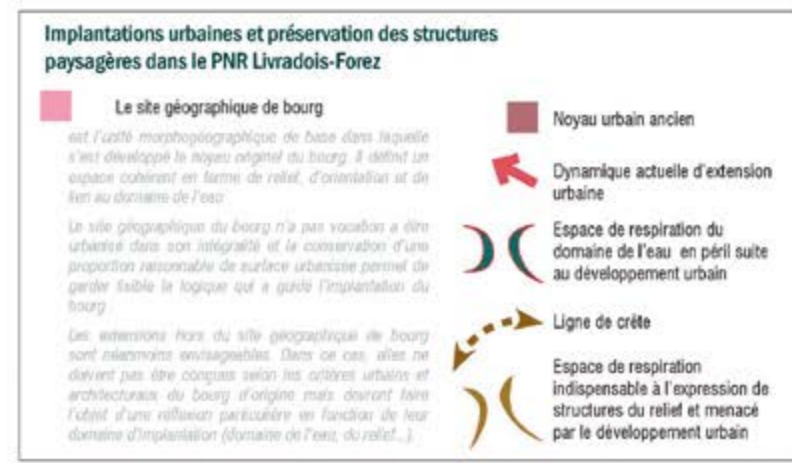 Implantations urbaines et préservation des structures
paysagères dans le PNR Livradois-Forez
Le site géographique de bourg
est l'unité morphogéographique de base dans laquelle
s'est développé le noyau originel du bourg. Il définit un
espace cohérent en terme de relief, d'orientation et de
lien au domaine de l'eau
Le site géographique du bourg n'a pas vocation a être
urbanisé dans son intégralité et la conservation d'une
proportion raisonnable de surface urbanisée permet de
garder lisible la logique qui a guidé l'implantation du
bourg
Les extensions hors du site géographique de bourg
sont néanmoins envisageables. Dans ce cas, elles ne
doivent pas être conçues selon les critères urbains et
architecturaux du bourg d'origine mais devront faire
l'objet d'une réflexion particulière en fonction de leur
domaine d'implantation (domaine de l'eau, du relief...)
Noyau urbain ancien
Dynamique actuelle d'extension
urbaine
Espace de respiration du
domaine de l'eau en péril suite
au développement urbain
Ligne de crête
Espace de respiration
indispensable à l'expression de
structures du relief et menacé
par le développement urbain